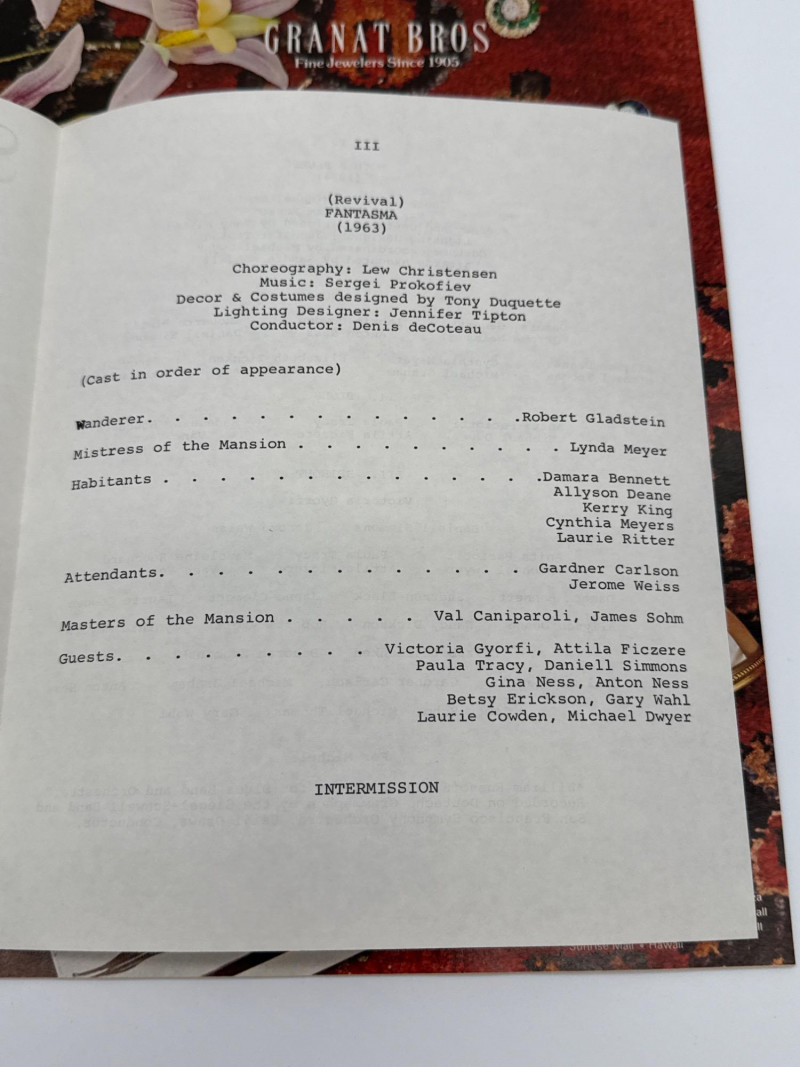 GRANAT BROS
Fine Jewelers Since 1905
III
(Revival)
FANTASMA
(1963)
Choreography: Lew Christensen
Music: Sergei Prokofiev
Decor & Costumes designed by Tony Duquette
Lighting Designer: Jennifer Tipton
Conductor: Denis deCoteau
(Cast in order of appearance)
Wanderer. . . . . . . . . . . . . .Robert Gladstein
Mistress of the Mansion . . . . . . . . . . Lynda Meyer
Habitants . . . . . . . . . . . . . .Damara Bennett
Allyson Deane
Kerry King
Cynthia Meyers
Laurie Ritter
Attendants. . . . . . . . . . . . . Gardner Carlson
Jerome Weiss
Masters of the Mansion . . . . . Val Caniparoli, James Sohm
Guests. . . . . . . . . Victoria Gyorfi, Attila Ficzere
Paula Tracy, Daniell Simmons
Gina Ness, Anton Ness
Betsy Erickson, Gary Wahl
Laurie Cowden, Michael Dwyer
INTERMISSION
Sunrise Mall • Hawaii